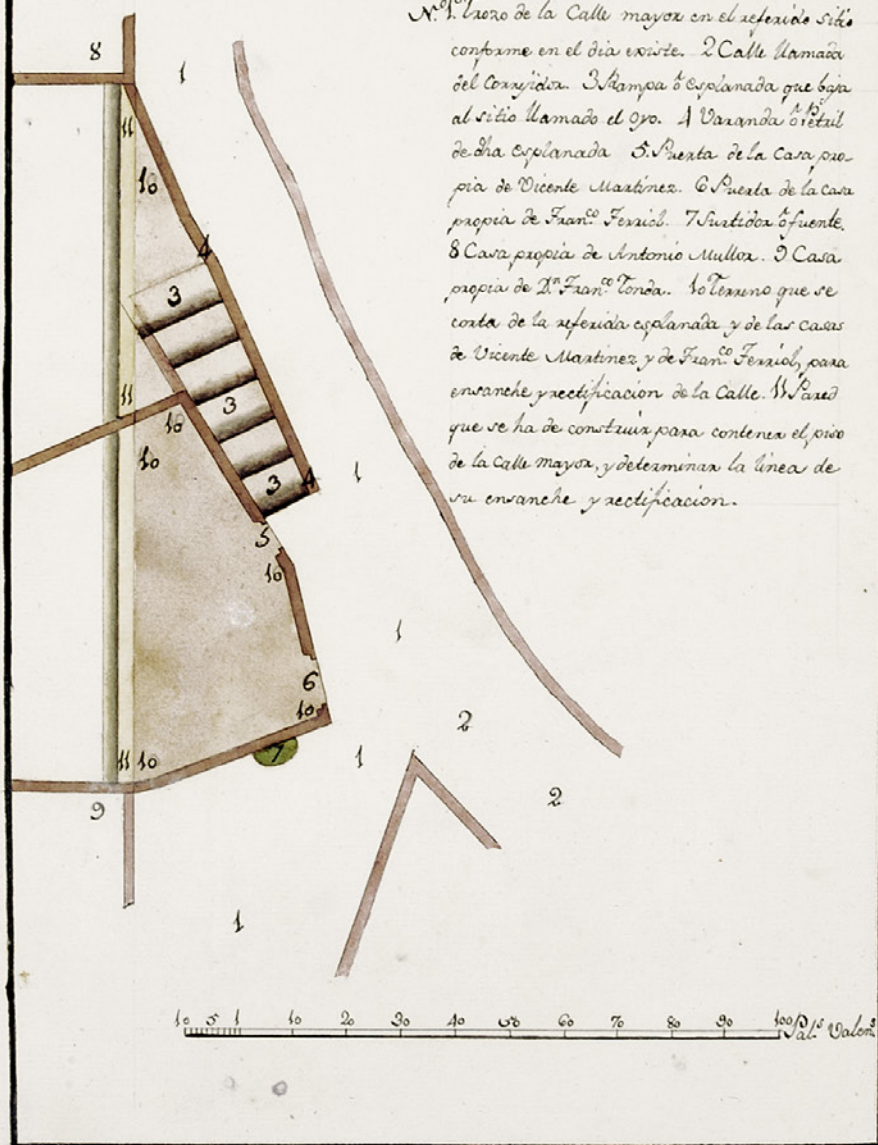 N.º 1.º Trozo de la Calle mayor en el referido sitio
conforme en el dia existe. 2 Calle llamada
del Correjidor. 3 Rampa ô esplanada que baja
al sitio llamado el oyo. 4 Varanda ô Petril
de dha esplanada 5. Puerta de la Casa pro-
pia de Vicente Martinez. 6 Puerta de la casa
propia de Fran.co Ferriol. 7 Surtidor ô fuente.
8 Casa propia de Antonio Mullor. 9 Casa
propia de D.n Fran.co Tonda. 10 Terreno que se
corta de la referida esplanada y de las casas
de Vicente Martinez y de Fran.co Ferriol, para
ensanche y rectificacion de la Calle. 11 Pared
que se ha de construir para contener el piso
de la calle mayor, y determinar la linea de
su ensanche y rectificacion.
8
1
11
10
4
3
11
3
10
10
3
4
1
5
10
1
6
10
2
11
10
7
1
2
9
1
10 5 1 10 20 30 40 50 60 70 80 90 100 Pal.s Valen.s